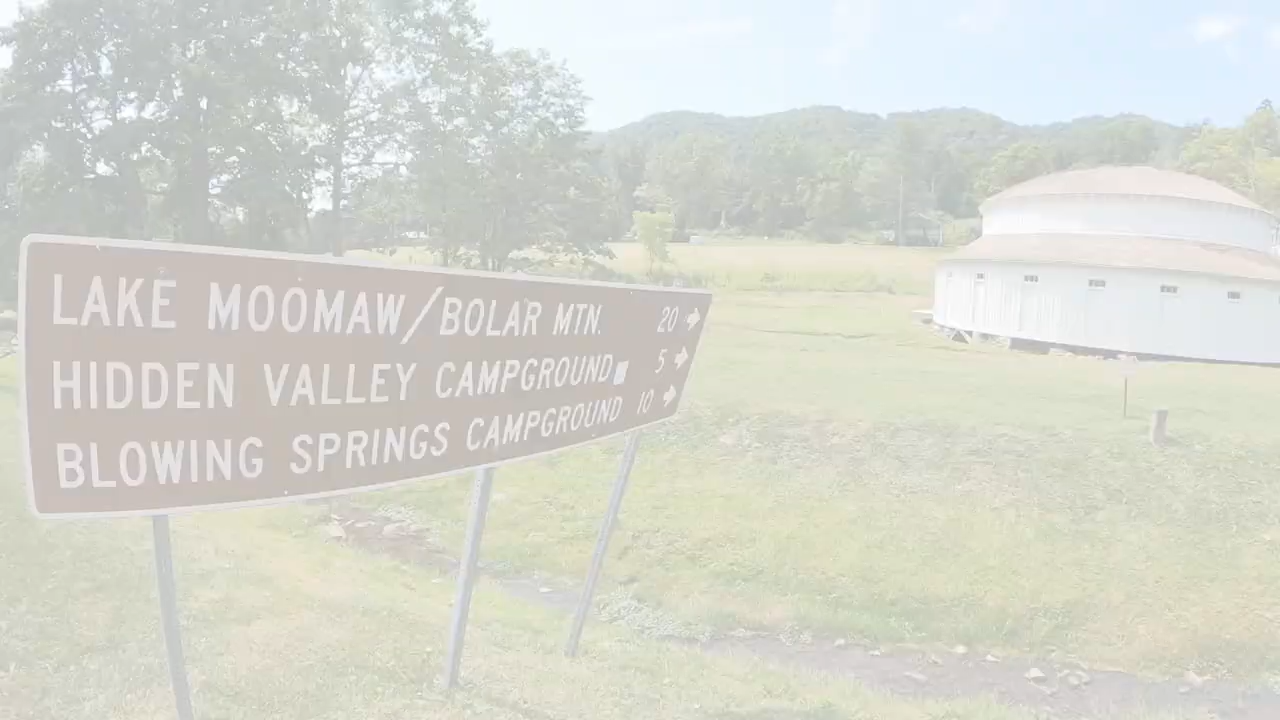 LAKE MOOMAW/BOLAR MTN. 20
HIDDEN VALLEY CAMPGROUND 5
BLOWING SPRINGS CAMPGROUND 10